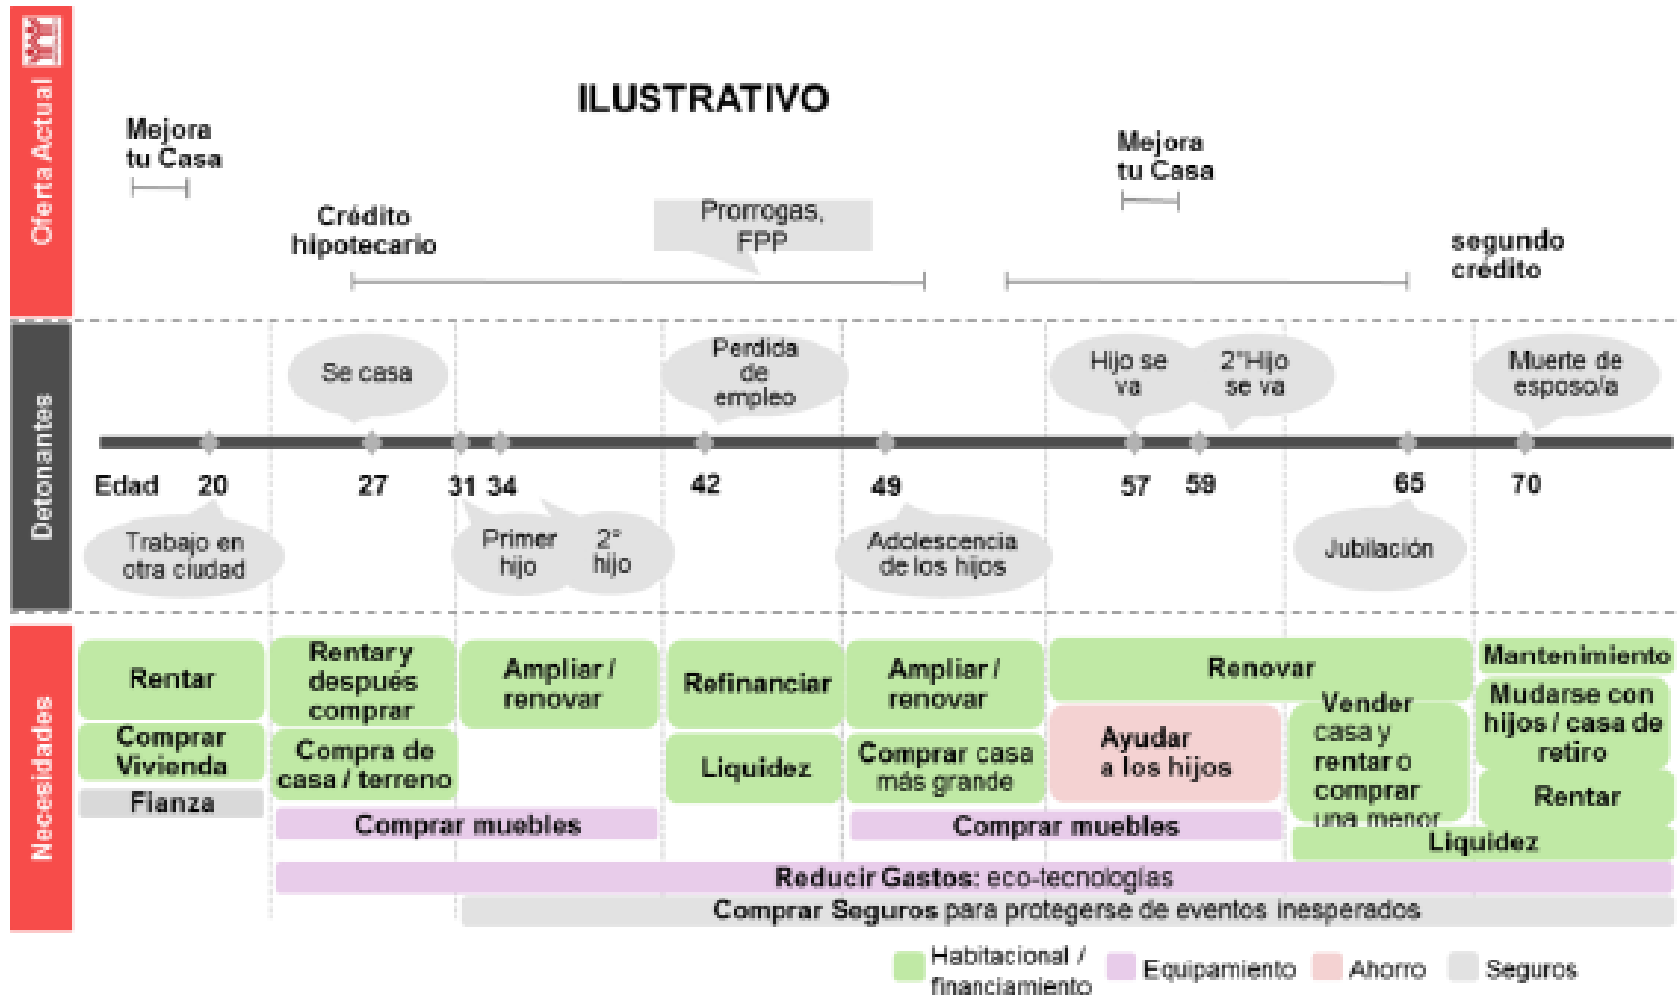 Oferta Actual
ILUSTRATIVO
Mejora
tu Casa
Crédito
hipotecario
Prorrogas,
FPP
Mejora
tu Casa
segundo
crédito
Detonantes
Se casa
Perdida
de
empleo
Hijo se
va
2°Hijo
se va
Muerte de
esposo/a
Edad 20 27 31 34 42 49 57 59 65 70
Trabajo en
otra ciudad
Primer
hijo
2°
hijo
Adolescencia
de los hijos
Jubilación
Necesidades
Rentar
Comprar
Vivienda
Fianza
Rentar y
después
comprar
Compra de
casa / terreno
Ampliar /
renovar
Comprar muebles
Refinanciar
Liquidez
Ampliar /
renovar
Comprar casa
más grande
Renovar
Ayudar
a los hijos
Comprar muebles
Vender
casa y
rentar o
comprar
una menor
Mantenimiento
Mudarse con
hijos / casa de
retiro
Rentar
Liquidez
Reducir Gastos: eco-tecnologías
Comprar Seguros para protegerse de eventos inesperados
Habitacional /
financiamiento
Equipamiento
Ahorro
Seguros